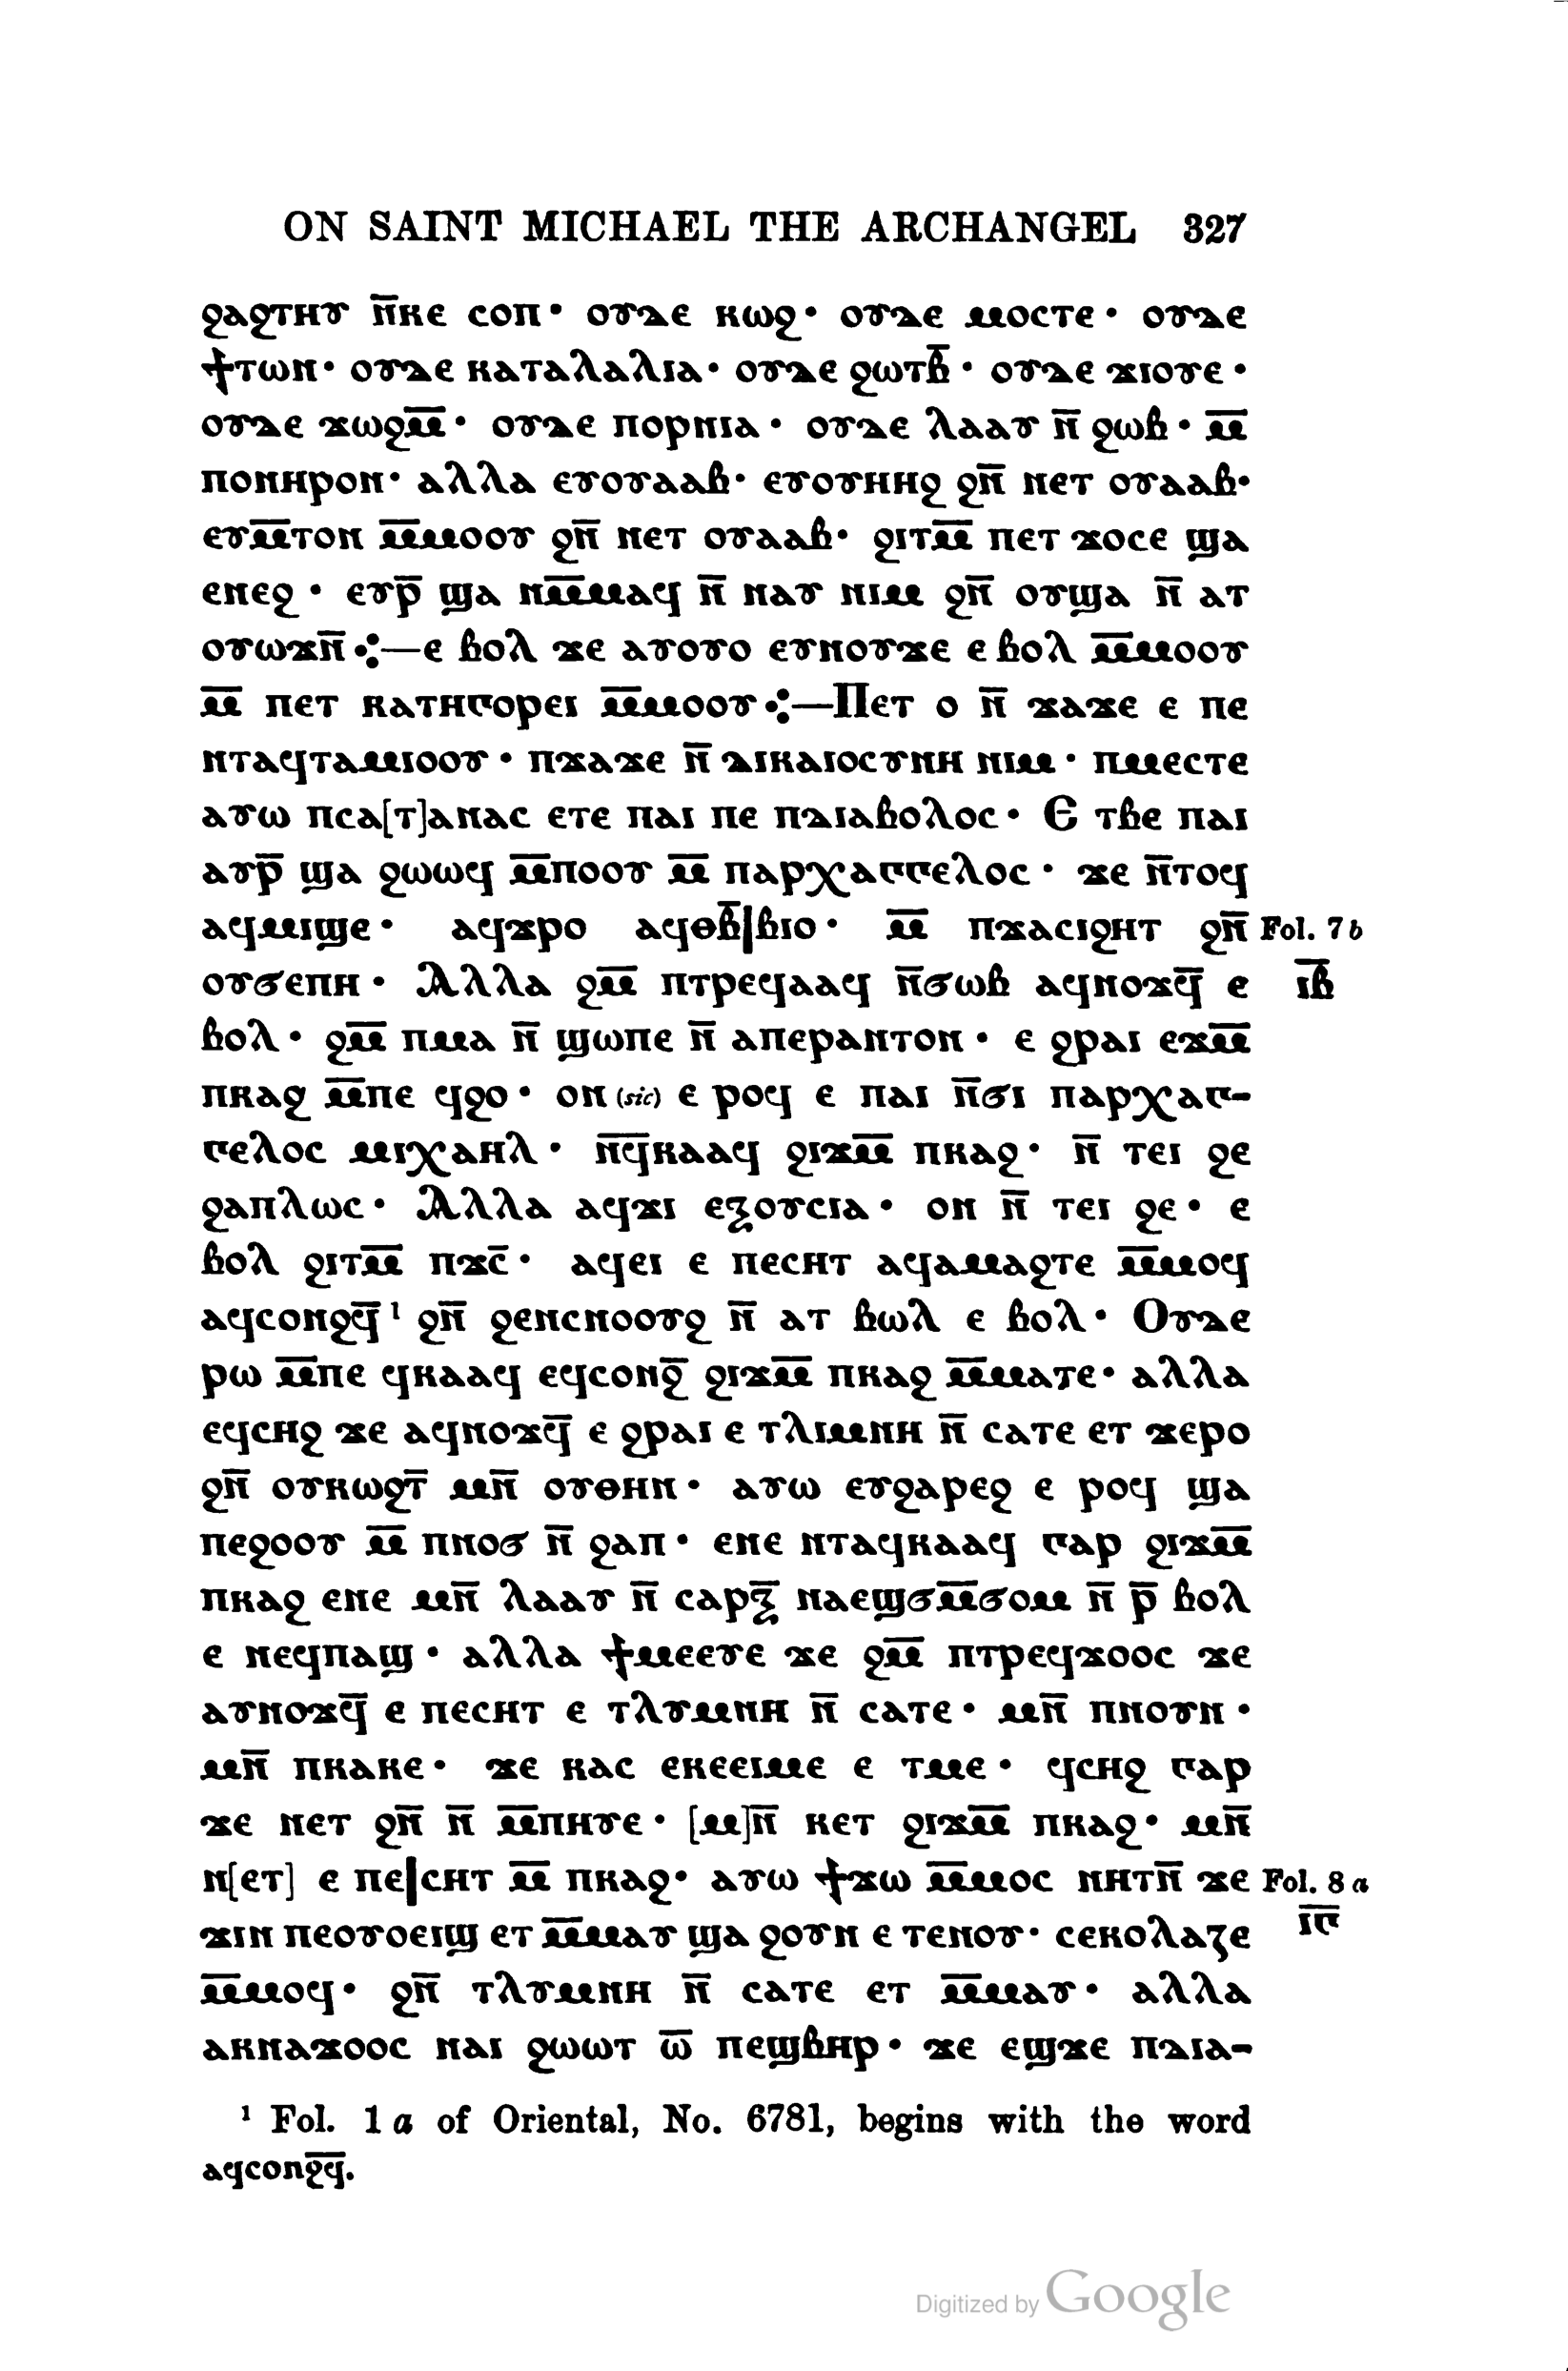 ON SAINT MICHAEL THE ARCHANGEL 327
ϩⲁϩⲧⲏⲩ ⲛ̄ⲕⲉ ⲥⲟⲡ· ⲟⲩⲇⲉ ⲕⲱϩ· ⲟⲩⲇⲉ ⲙⲟⲥⲧⲉ· ⲟⲩⲇⲉ
ϯⲧⲱⲛ· ⲟⲩⲇⲉ ⲕⲁⲧⲁⲗⲁⲗⲓⲁ· ⲟⲩⲇⲉ ϩⲱⲧⲃ̄· ⲟⲩⲇⲉ ϫⲓⲟⲩⲉ·
ⲟⲩⲇⲉ ϫⲱϩⲙ̄· ⲟⲩⲇⲉ ⲡⲟⲣⲛⲓⲁ· ⲟⲩⲇⲉ ⲗⲁⲁⲩ ⲛ̄ ϩⲱⲃ· ⲙ̄
ⲡⲟⲛⲏⲣⲟⲛ· ⲁⲗⲗⲁ ⲉⲩⲟⲩⲁⲁⲃ· ⲉⲩⲟⲩⲏⲏϩ ϩⲛ̄ ⲛⲉⲧ ⲟⲩⲁⲁⲃ·
ⲉⲩⲙ̄ⲧⲟⲛ ⲙ̄ⲙⲟⲟⲩ ϩⲛ̄ ⲛⲉⲧ ⲟⲩⲁⲁⲃ· ϩⲓⲧⲙ̄ ⲡⲉⲧ ϫⲟⲥⲉ ϣⲁ
ⲉⲛⲉϩ· ⲉⲩⲣ̄ ϣⲁ ⲛⲙ̄ⲙⲁϥ ⲛ̄ ⲛⲁⲩ ⲛⲓⲙ ϩⲛ̄ ⲟⲩϣⲁ ⲛ̄ ⲁⲧ
ⲟⲩⲱϫⲛ̄ ⁖—ⲉ ⲃⲟⲗ ϫⲉ ⲁⲩⲟⲩⲟ ⲉⲩⲛⲟⲩϫⲉ ⲉ ⲃⲟⲗ ⲙ̄ⲙⲟⲟⲩ
ⲙ̄ ⲡⲉⲧ ⲕⲁⲧⲏⲅⲟⲣⲉⲓ ⲙ̄ⲙⲟⲟⲩ ⁖—Ⲡⲉⲧ ⲟ ⲛ̄ ϫⲁϫⲉ ⲉ ⲡⲉ
ⲛⲧⲁϥⲧⲁⲙⲓⲟⲟⲩ· ⲡϫⲁϫⲉ ⲛ̄ ⲇⲓⲕⲁⲓⲟⲥⲩⲛⲏ ⲛⲓⲙ· ⲡⲙⲉⲥⲧⲉ
ⲁⲩⲱ ⲡⲥⲁ[ⲧ]ⲁⲛⲁⲥ ⲉⲧⲉ ⲡⲁⲓ ⲡⲉ ⲡⲇⲓⲁⲃⲟⲗⲟⲥ· Ⲉ ⲧⲃⲉ ⲡⲁⲓ
ⲁⲩⲣ̄ ϣⲁ ϩⲱⲱϥ ⲙ̄ⲡⲟⲟⲩ ⲙ̄ ⲡⲁⲣⲭⲁⲅⲅⲉⲗⲟⲥ· ϫⲉ ⲛ̄ⲧⲟϥ
ⲁϥⲙⲓϣⲉ· ⲁϥϫⲣⲟ ⲁϥⲑⲃ̄|ⲃⲓⲟ· ⲙ̄ ⲡϫⲁⲥⲓϩⲏⲧ ϩⲛ̄ Fol. 7 b
ⲟⲩϭⲉⲡⲏ· Ⲁⲗⲗⲁ ϩⲙ̄ ⲡⲧⲣⲉϥⲁⲁϥ ⲛ̄ϭⲱⲃ ⲁϥⲛⲟϫϥ̄ ⲉ ⲓ̄ⲃ̄
ⲃⲟⲗ· ϩⲙ̄ ⲡⲙⲁ ⲛ̄ ϣⲱⲡⲉ ⲛ̄ ⲁⲡⲉⲣⲁⲛⲧⲟⲛ· ⲉ ϩⲣⲁⲓ ⲉϫⲙ̄
ⲡⲕⲁϩ ⲙ̄ⲡⲉ ϥϩⲟ· ⲟⲛ (sic) ⲉ ⲣⲟϥ ⲉ ⲡⲁⲓ ⲛ̄ϭⲓ ⲡⲁⲣⲭⲁⲅ-
ⲅⲉⲗⲟⲥ ⲙⲓⲭⲁⲏⲗ· ⲛ̄ϥ̄ⲕⲁⲁϥ ϩⲓϫⲙ̄ ⲡⲕⲁϩ· ⲛ̄ ⲧⲉⲓ ϩⲉ
ϩⲁⲡⲗⲱⲥ· Ⲁⲗⲗⲁ ⲁϥϫⲓ ⲉⲝⲟⲩⲥⲓⲁ· ⲟⲛ ⲛ̄ ⲧⲉⲓ ϩⲉ· ⲉ
ⲃⲟⲗ ϩⲓⲧⲙ̄ ⲡϫⲥ̄· ⲁϥⲉⲓ ⲉ ⲡⲉⲥⲏⲧ ⲁϥⲁⲙⲁϩⲧⲉ ⲙ̄ⲙⲟϥ
ⲁϥⲥⲟⲛϩϥ̄ ¹ ϩⲛ̄ ϩⲉⲛⲥⲛⲟⲟⲩϩ ⲛ̄ ⲁⲧ ⲃⲱⲗ ⲉ ⲃⲟⲗ· Ⲟⲩⲇⲉ
ⲣⲱ ⲙ̄ⲡⲉ ϥⲕⲁⲁϥ ⲉϥⲥⲟⲛϩ̄ ϩⲓϫⲙ̄ ⲡⲕⲁϩ ⲙ̄ⲙⲁⲧⲉ· ⲁⲗⲗⲁ
ⲉϥⲥⲏϩ ϫⲉ ⲁϥⲛⲟϫϥ̄ ⲉ ϩⲣⲁⲓ ⲉ ⲧⲗⲓⲙⲛⲏ ⲛ̄ ⲥⲁⲧⲉ ⲉⲧ ϫⲉⲣⲟ
ϩⲛ̄ ⲟⲩⲕⲱϩⲧ̄ ⲙⲛ̄ ⲟⲩⲑⲏⲛ· ⲁⲩⲱ ⲉⲩϩⲁⲣⲉϩ ⲉ ⲣⲟϥ ϣⲁ
ⲡⲉϩⲟⲟⲩ ⲙ̄ ⲡⲛⲟϭ ⲛ̄ ϩⲁⲡ· ⲉⲛⲉ ⲛⲧⲁϥⲕⲁⲁϥ ⲅⲁⲣ ϩⲓϫⲙ̄
ⲡⲕⲁϩ ⲉⲛⲉ ⲙⲛ̄ ⲗⲁⲁⲩ ⲛ̄ ⲥⲁⲣⲝ̄ ⲛⲁⲉϣϭⲙ̄ϭⲟⲙ ⲛ̄ ⲣ̄ ⲃⲟⲗ
ⲉ ⲛⲉϥⲡⲁϣ· ⲁⲗⲗⲁ ϯⲙⲉⲉⲩⲉ ϫⲉ ϩⲙ̄ ⲡⲧⲣⲉϥϫⲟⲟⲥ ϫⲉ
ⲁⲩⲛⲟϫϥ̄ ⲉ ⲡⲉⲥⲏⲧ ⲉ ⲧⲗⲩⲙⲛⲏ ⲛ̄ ⲥⲁⲧⲉ· ⲙⲛ̄ ⲡⲛⲟⲩⲛ·
ⲙⲛ̄ ⲡⲕⲁⲕⲉ· ϫⲉ ⲕⲁⲥ ⲉⲕⲉⲉⲓⲙⲉ ⲉ ⲧⲙⲉ· ϥⲥⲏϩ ⲅⲁⲣ
ϫⲉ ⲛⲉⲧ ϩⲛ̄ ⲛ̄ ⲙ̄ⲡⲏⲩⲉ· [ⲙ]ⲛ̄ ⲛⲉⲧ ϩⲓϫⲙ̄ ⲡⲕⲁϩ· ⲙⲛ̄
ⲛ[ⲉⲧ] ⲉ ⲡⲉ|ⲥⲏⲧ ⲙ̄ ⲡⲕⲁϩ· ⲁⲩⲱ ϯϫⲱ ⲙ̄ⲙⲟⲥ ⲛⲏⲧⲛ̄ ϫⲉ Fol. 8 a
ϫⲓⲛ ⲡⲉⲟⲩⲟⲉⲓϣ ⲉⲧ ⲙ̄ⲙⲁⲩ ϣⲁ ϩⲟⲩⲛ ⲉ ⲧⲉⲛⲟⲩ· ⲥⲉⲕⲟⲗⲁⲍⲉ ⲓ̄ⲅ̄
ⲙ̄ⲙⲟϥ· ϩⲛ̄ ⲧⲗⲩⲙⲛⲏ ⲛ̄ ⲥⲁⲧⲉ ⲉⲧ ⲙ̄ⲙⲁⲩ· ⲁⲗⲗⲁ
ⲁⲕⲛⲁϫⲟⲟⲥ ⲛⲁⲓ ϩⲱⲱⲧ ⲱ̄ ⲡⲉϣⲃⲏⲣ· ϫⲉ ⲉϣϫⲉ ⲡⲇⲓⲁ-
¹ Fol. 1 a of Oriental, No. 6781, begins with the word
ⲁϥⲥⲟⲛϩ̄ϥ̄.
Digitized by Google